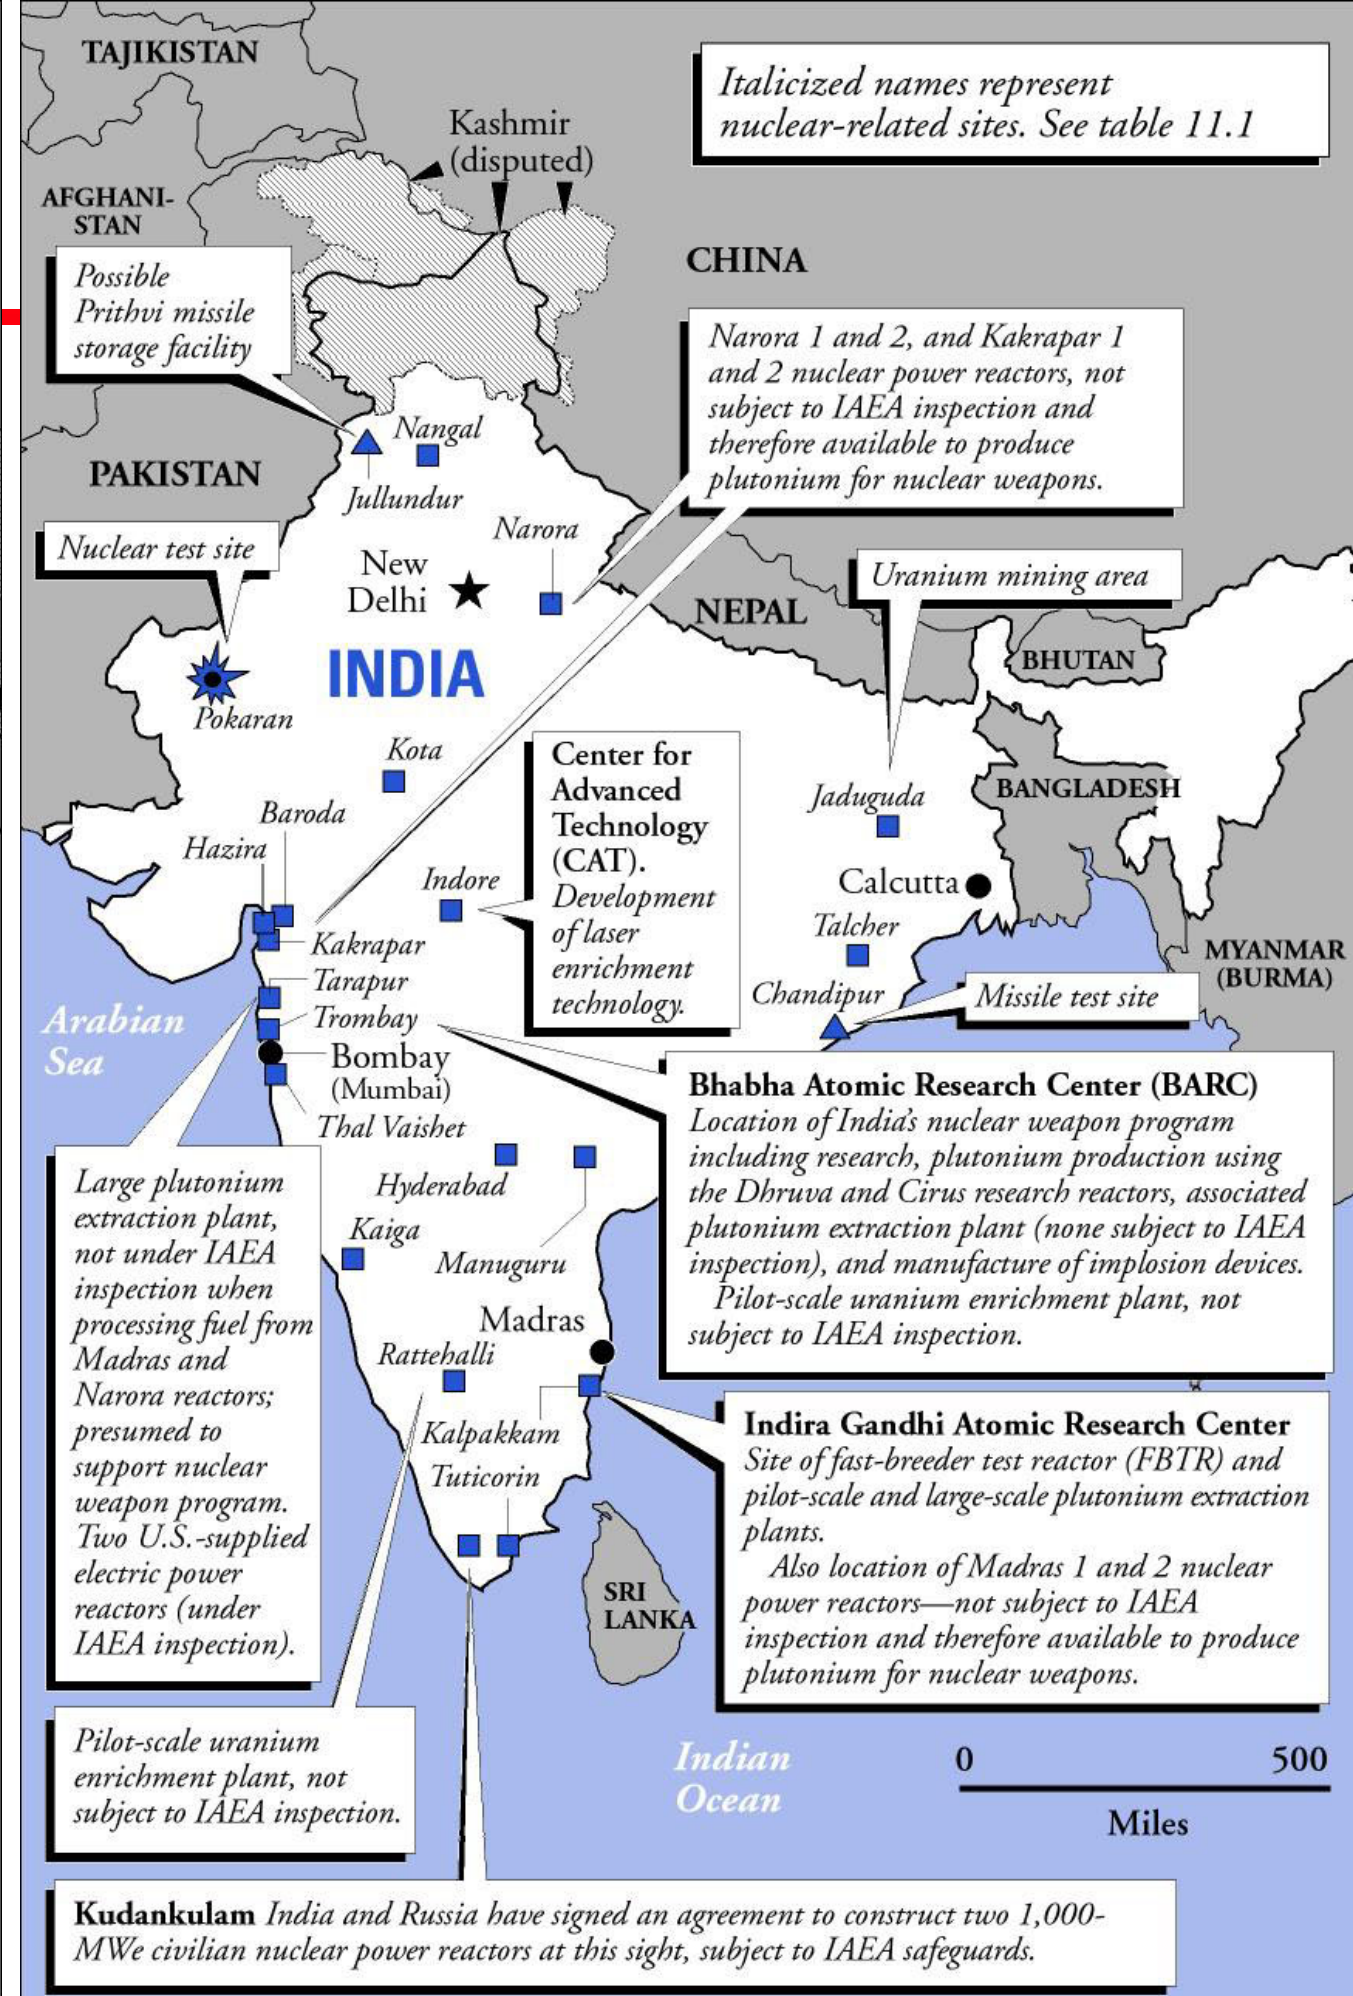 TAJIKISTAN
Italicized names represent
nuclear-related sites. See table 11.1
Kashmir
(disputed)
AFGHANI-
STAN
CHINA
Possible
Prithvi missile
storage facility
Narora 1 and 2, and Kakrapar 1
and 2 nuclear power reactors, not
subject to IAEA inspection and
therefore available to produce
plutonium for nuclear weapons.
Nangal
PAKISTAN
Jullundur
Narora
Nuclear test site
New
Delhi
Uranium mining area
NEPAL
BHUTAN
INDIA
Pokaran
Kota
Center for
Advanced
Technology
(CAT).
Development
of laser
enrichment
technology.
BANGLADESH
Jaduguda
Baroda
Hazira
Indore
Calcutta
Talcher
Kakrapar
MYANMAR
(BURMA)
Tarapur
Chandipur
Missile test site
Trombay
Arabian
Sea
Bombay
(Mumbai)
Thal Vaishet
Bhabha Atomic Research Center (BARC)
Location of India's nuclear weapon program
including research, plutonium production using
the Dhruva and Cirus research reactors, associated
plutonium extraction plant (none subject to IAEA
inspection), and manufacture of implosion devices.
Pilot-scale uranium enrichment plant, not
subject to IAEA inspection.
Large plutonium
extraction plant,
not under IAEA
inspection when
processing fuel from
Madras and
Narora reactors;
presumed to
support nuclear
weapon program.
Two U.S.-supplied
electric power
reactors (under
IAEA inspection).
Hyderabad
Kaiga
Manuguru
Madras
Rattehalli
Kalpakkam
Tuticorin
Indira Gandhi Atomic Research Center
Site of fast-breeder test reactor (FBTR) and
pilot-scale and large-scale plutonium extraction
plants.
Also location of Madras 1 and 2 nuclear
power reactors—not subject to IAEA
inspection and therefore available to produce
plutonium for nuclear weapons.
SRI
LANKA
Pilot-scale uranium
enrichment plant, not
subject to IAEA inspection.
Indian
Ocean
0 500
Miles
Kudankulam India and Russia have signed an agreement to construct two 1,000-
MWe civilian nuclear power reactors at this sight, subject to IAEA safeguards.